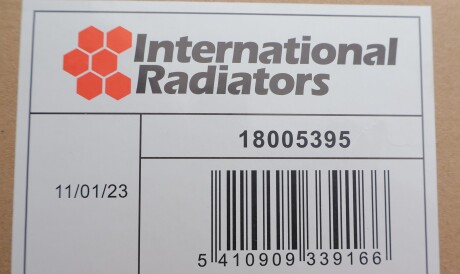 International
Radiators
18005395
11/01/23
5 410909 339166